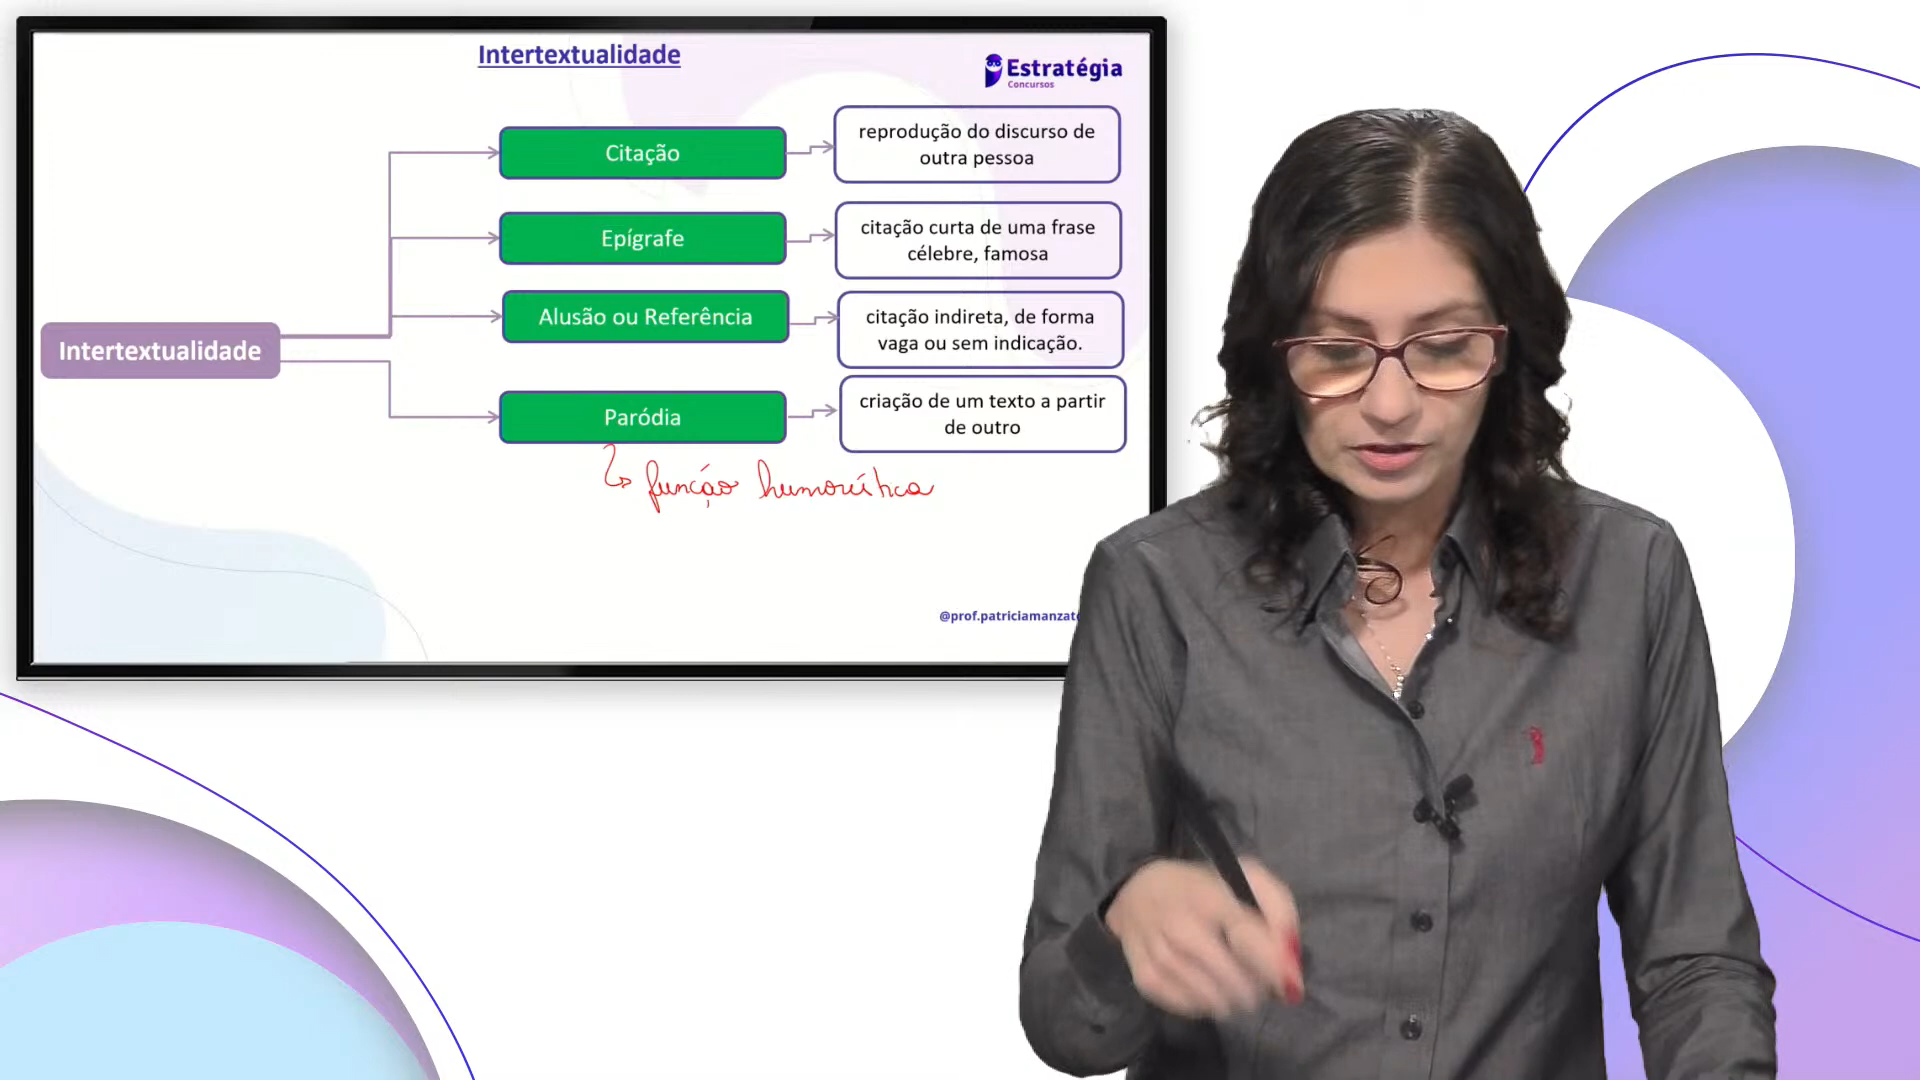 Intertextualidade
Estratégia
Concursos
Citação
reprodução do discurso de
outra pessoa
Epígrafe
citação curta de uma frase
célebre, famosa
Alusão ou Referência
citação indireta, de forma
vaga ou sem indicação.
Intertextualidade
Paródia
criação de um texto a partir
de outro
função humorística
@prof.patriciamanzat